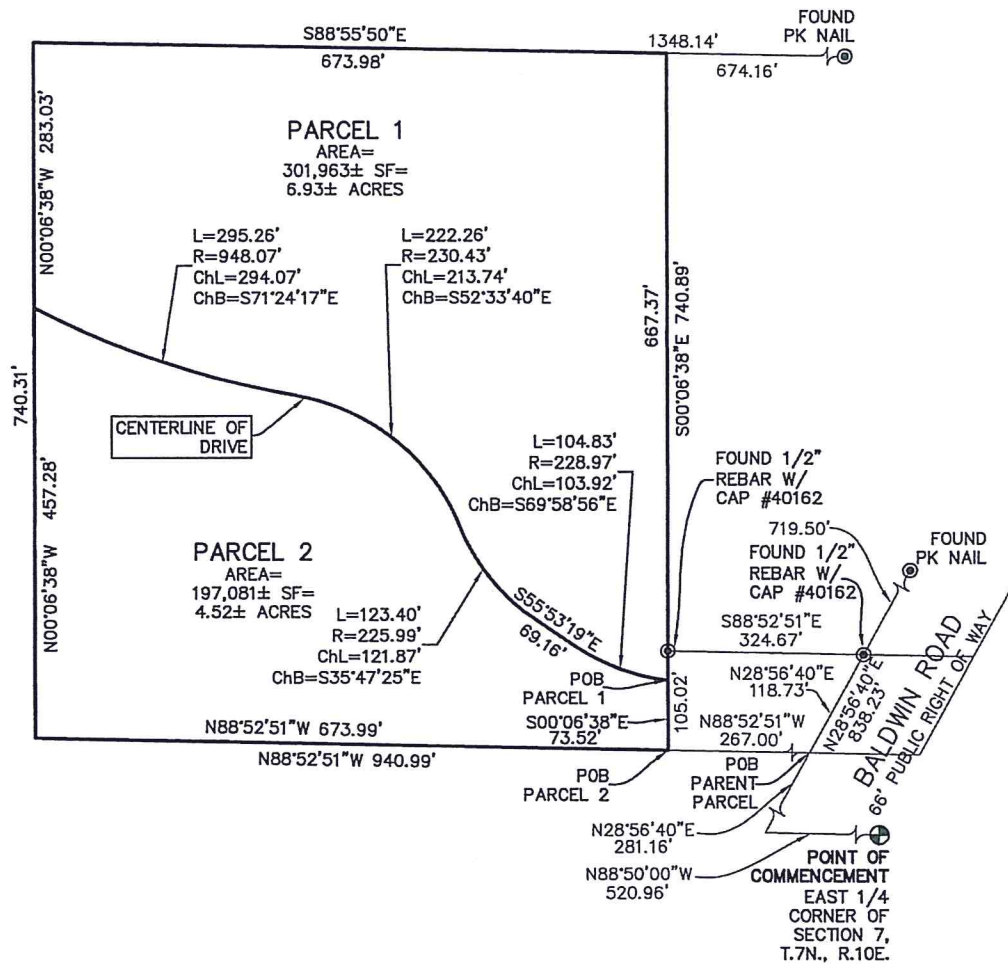 FOUND
PK NAIL
S88°55'50"E
673.98'
1348.14'
674.16'
N00°06'38"W 283.03'
PARCEL 1
AREA=
301,963± SF=
6.93± ACRES
L=295.26'
R=948.07'
ChL=294.07'
ChB=S71°24'17"E
L=222.26'
R=230.43'
ChL=213.74'
ChB=S52°33'40"E
667.37'
S00°06'38"E 740.89'
740.31'
CENTERLINE OF
DRIVE
L=104.83'
R=228.97'
ChL=103.92'
ChB=S69°58'56"E
FOUND 1/2"
REBAR W/
CAP #40162
719.50'
FOUND
PK NAIL
FOUND 1/2"
REBAR W/
CAP #40162
N00°06'38"W 457.28'
PARCEL 2
AREA=
197,081± SF=
4.52± ACRES
L=123.40'
R=225.99'
ChL=121.87'
ChB=S35°47'25"E
S55°53'19"E
69.16'
S88°52'51"E
324.67'
POB
PARCEL 1
N28°56'40"E
118.73'
N28°56'40"E
838.23'
BALDWIN ROAD
66' PUBLIC RIGHT OF WAY
S00°06'38"E
73.52'
105.02'
N88°52'51"W
267.00'
N88°52'51"W 673.99'
N88°52'51"W 940.99'
POB
PARCEL 2
POB
PARENT
PARCEL
N28°56'40"E
281.16'
N88°50'00"W
520.96'
POINT OF
COMMENCEMENT
EAST 1/4
CORNER OF
SECTION 7,
T.7N., R.10E.